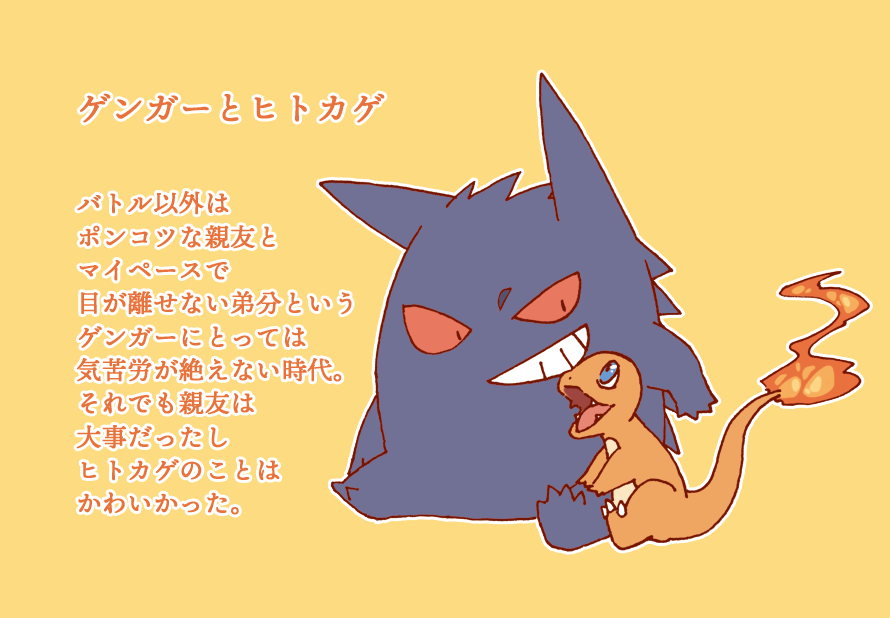 ゲンガーとヒトカゲ
バトル以外は
ポンコツな親友と
マイペースで
目が離せない弟分という
ゲンガーにとっては
気苦労が絶えない時代。
それでも親友は
大事だったし
ヒトカゲのことは
かわいかった。